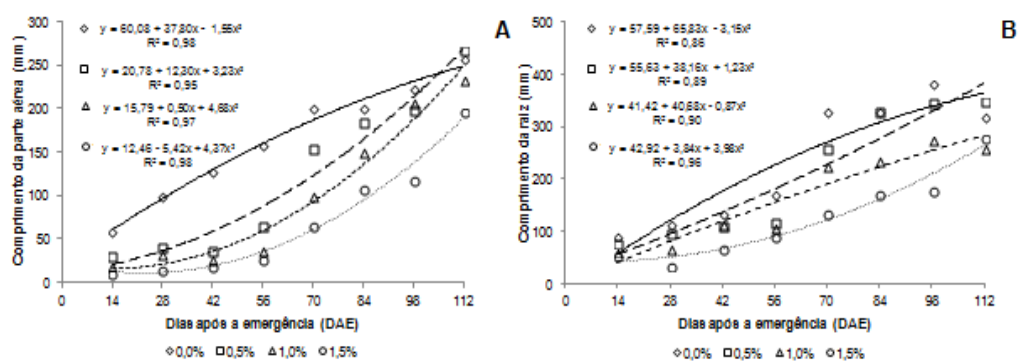 300
250
200
150
100
50
0
Comprimento da parte aérea (mm)
y = 60,08 + 37,80x - 1,55x²
R² = 0,98
y = 20,78 + 12,30x + 3,23x²
R² = 0,95
y = 15,79 + 0,50x + 4,68x²
R² = 0,97
y = 12,46 - 5,42x + 4,37x²
R² = 0,98
A
0 14 28 42 56 70 84 98 112
Dias após a emergência (DAE)
0,0% 0,5% 1,0% 1,5%
500
400
300
200
100
0
Comprimento da raiz (mm)
y = 57,59 + 65,83x - 3,15x²
R² = 0,86
y = 55,63 + 38,16x + 1,23x²
R² = 0,89
y = 41,42 + 40,68x - 0,87x²
R² = 0,90
y = 42,92 + 3,84x + 3,98x²
R² = 0,96
B
0 14 28 42 56 70 84 98 112
Dias após a emergência (DAE)
0,0% 0,5% 1,0% 1,5%